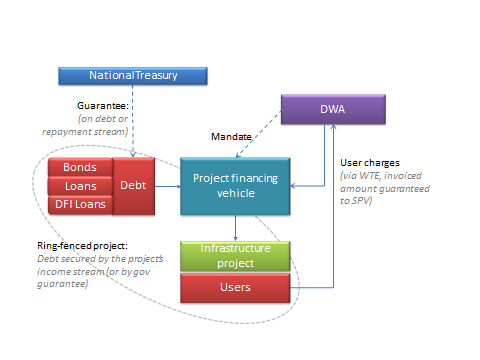 National Treasury
Guarantee:
(on debt or
repayment stream)
DWA
Mandate
Bonds
Loans
DFI Loans
Debt
Project financing
vehicle
User charges
(via WTE, invoiced
amount guaranteed
to SPV)
Ring-fenced project:
Debt secured by the project's
income stream (or by gov
guarantee)
Infrastructure
project
Users